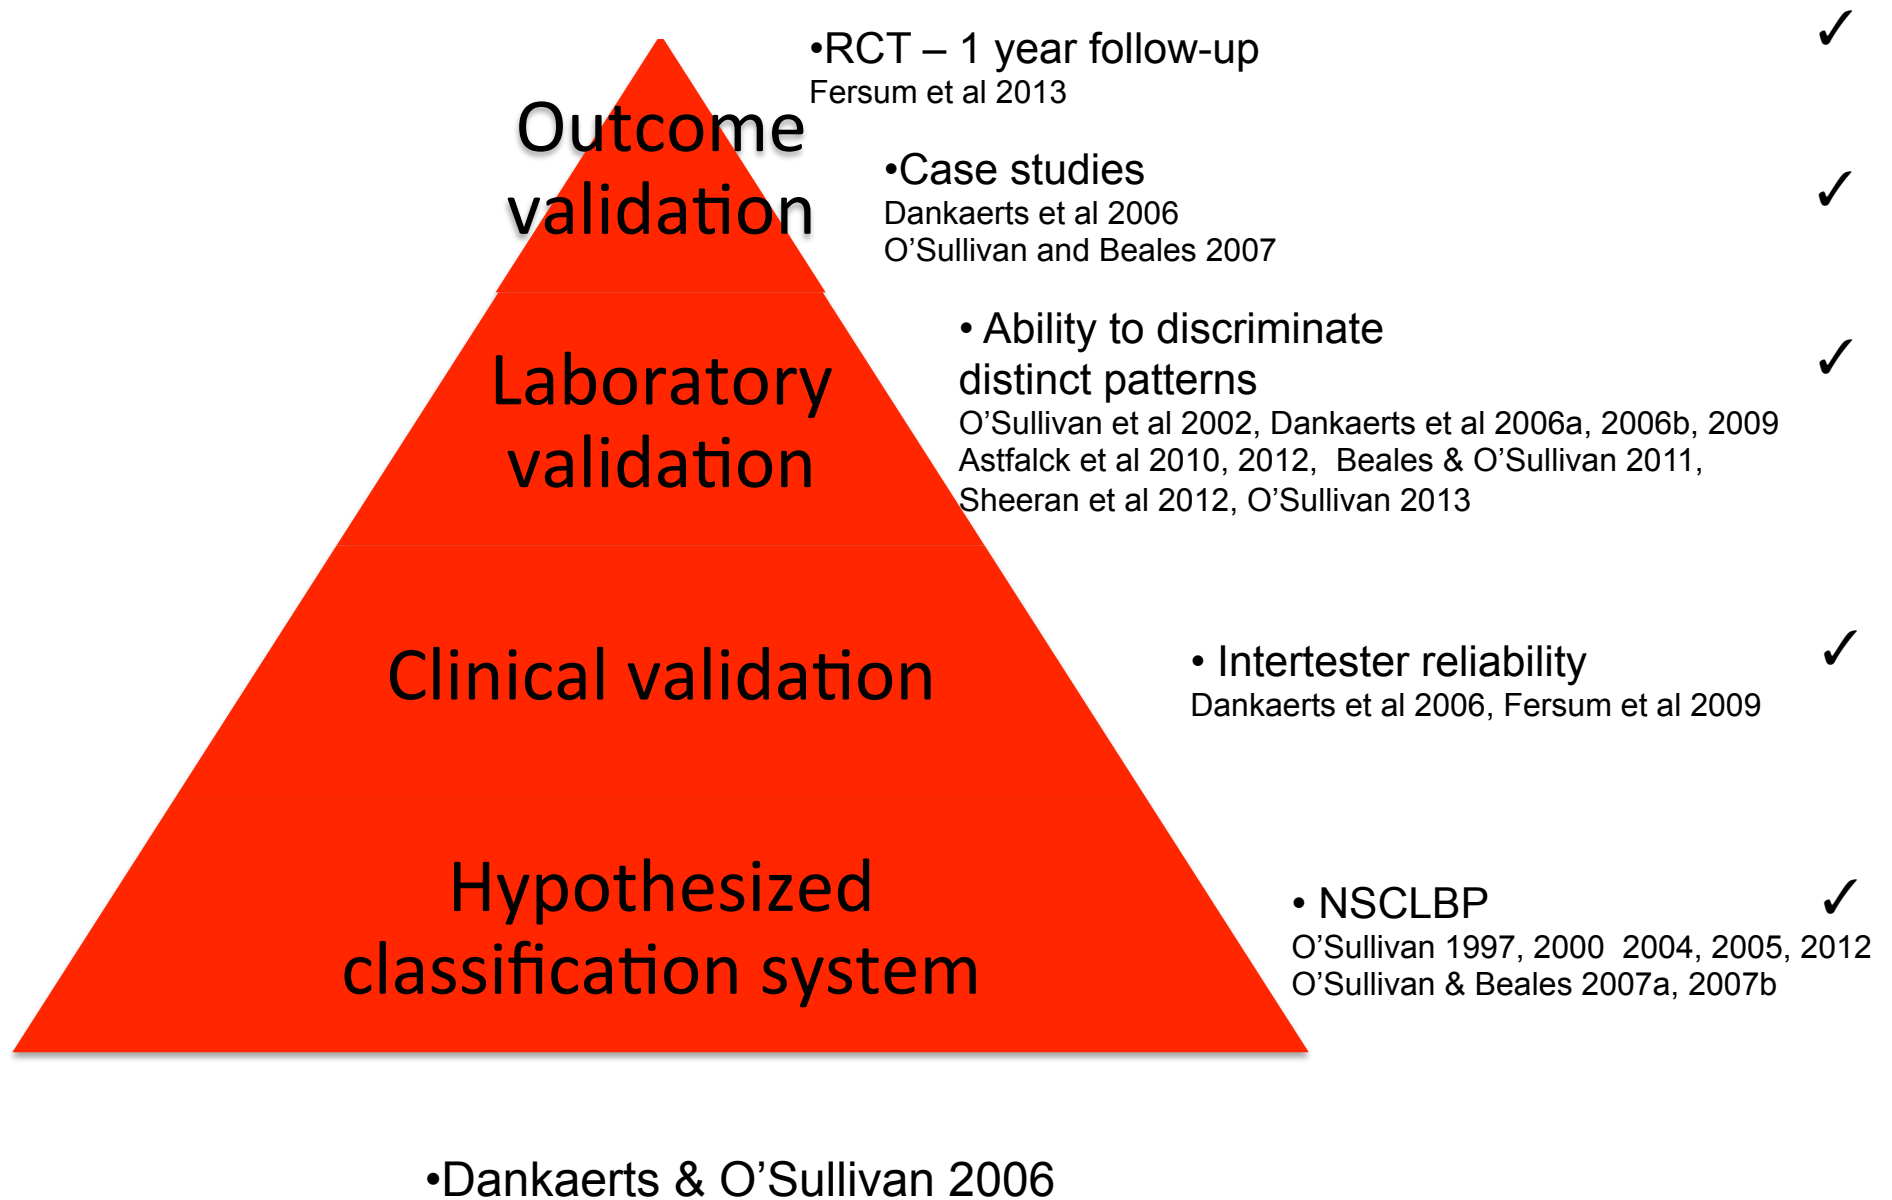 •RCT – 1 year follow-up ✓
Fersum et al 2013
Outcome
validation
•Case studies ✓
Dankaerts et al 2006
O’Sullivan and Beales 2007
Laboratory
validation
• Ability to discriminate
distinct patterns ✓
O’Sullivan et al 2002, Dankaerts et al 2006a, 2006b, 2009
Astfalck et al 2010, 2012,  Beales & O’Sullivan 2011,
Sheeran et al 2012, O’Sullivan 2013
Clinical validation
• Intertester reliability ✓
Dankaerts et al 2006, Fersum et al 2009
Hypothesized
classification system
• NSCLBP ✓
O’Sullivan 1997, 2000  2004, 2005, 2012
O’Sullivan & Beales 2007a, 2007b
•Dankaerts & O’Sullivan 2006